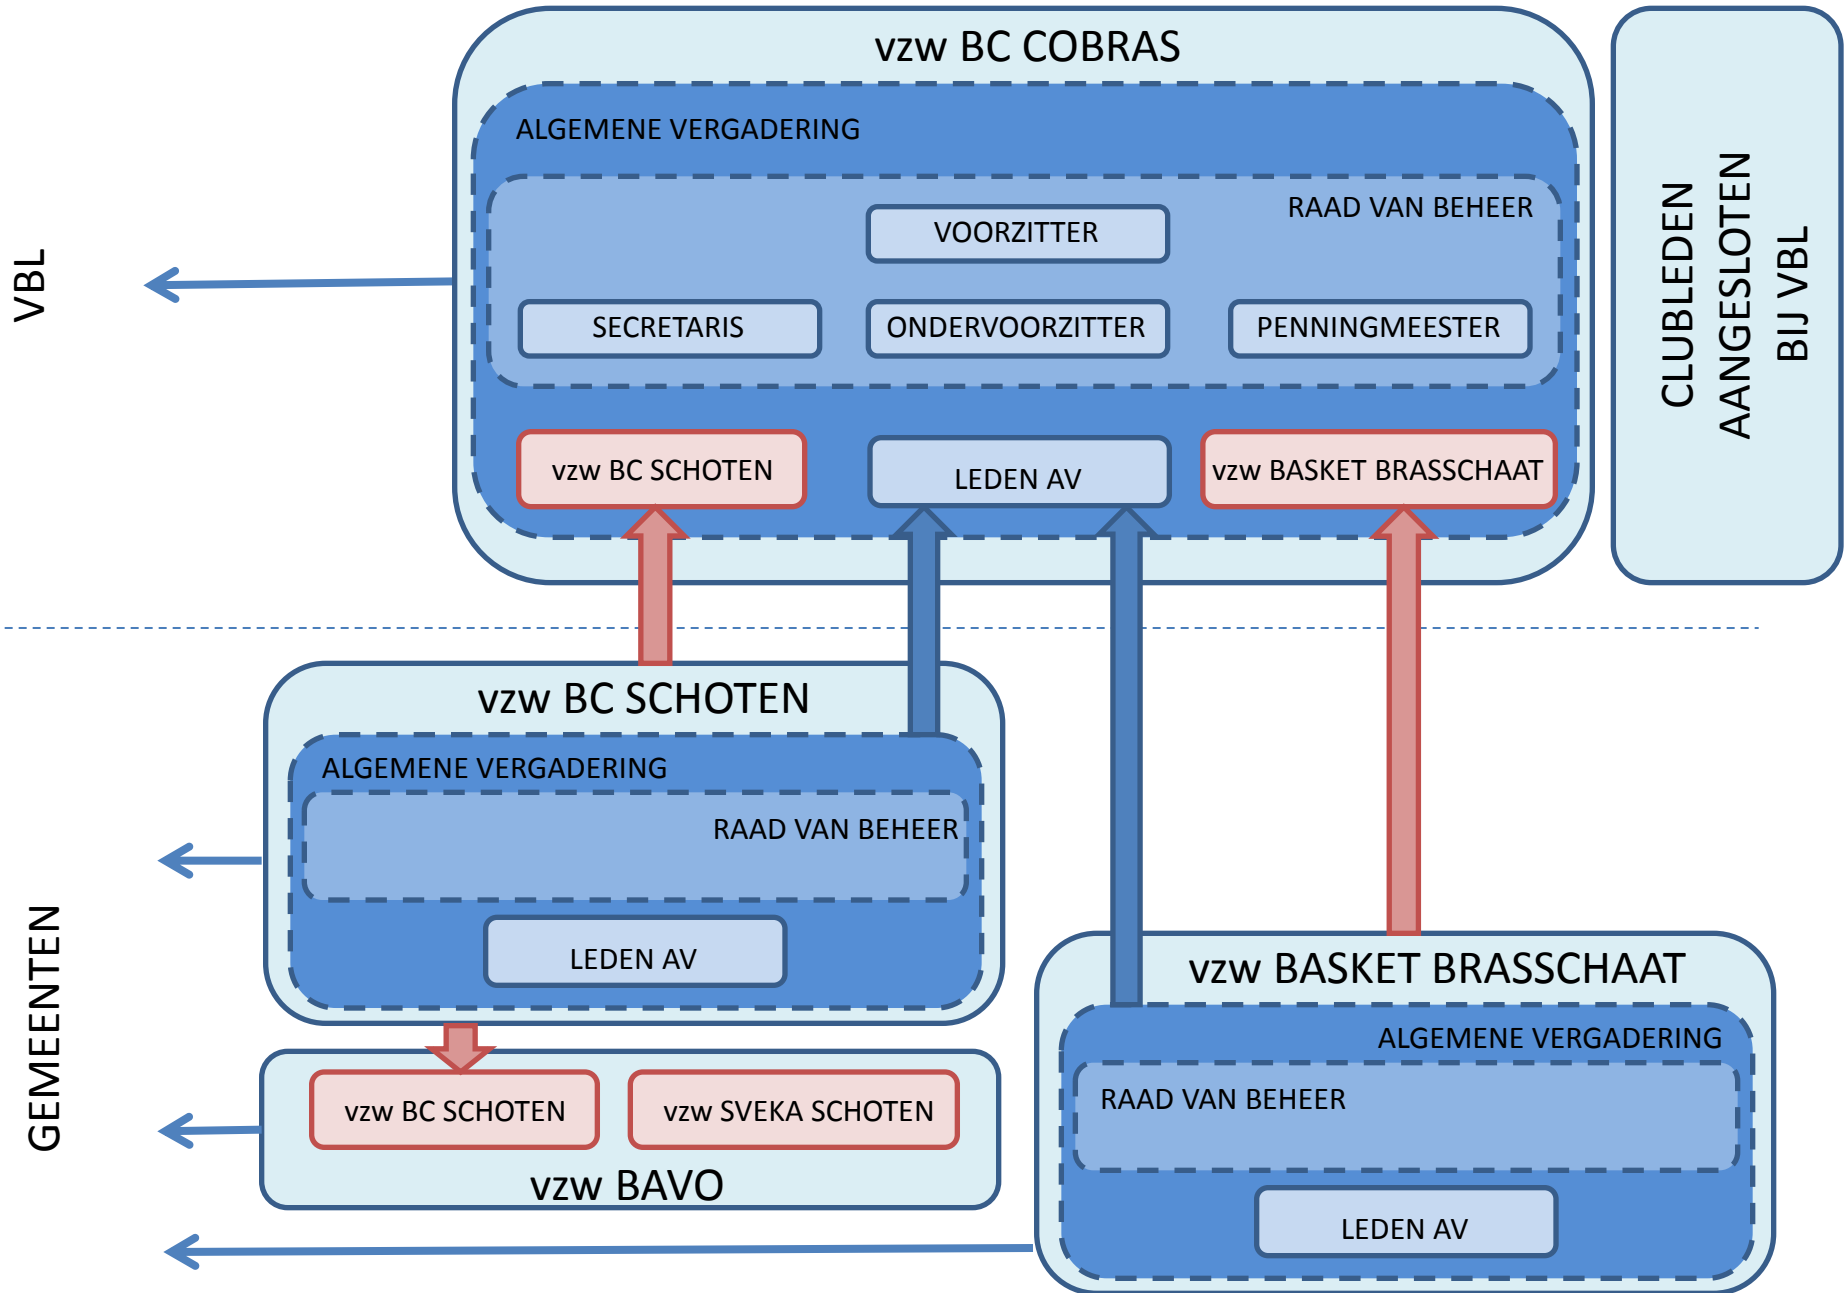 vzw BC COBRAS
ALGEMENE VERGADERING
RAAD VAN BEHEER
VOORZITTER
SECRETARIS
ONDERVOORZITTER
PENNINGMEESTER
vzw BC SCHOTEN
LEDEN AV
vzw BASKET BRASSCHAAT
CLUBLEDEN
AANGESLOTEN
BIJ VBL
VBL
vzw BC SCHOTEN
ALGEMENE VERGADERING
RAAD VAN BEHEER
LEDEN AV
GEMEENTEN
vzw BC SCHOTEN
vzw SVEKA SCHOTEN
vzw BAVO
vzw BASKET BRASSCHAAT
ALGEMENE VERGADERING
RAAD VAN BEHEER
LEDEN AV